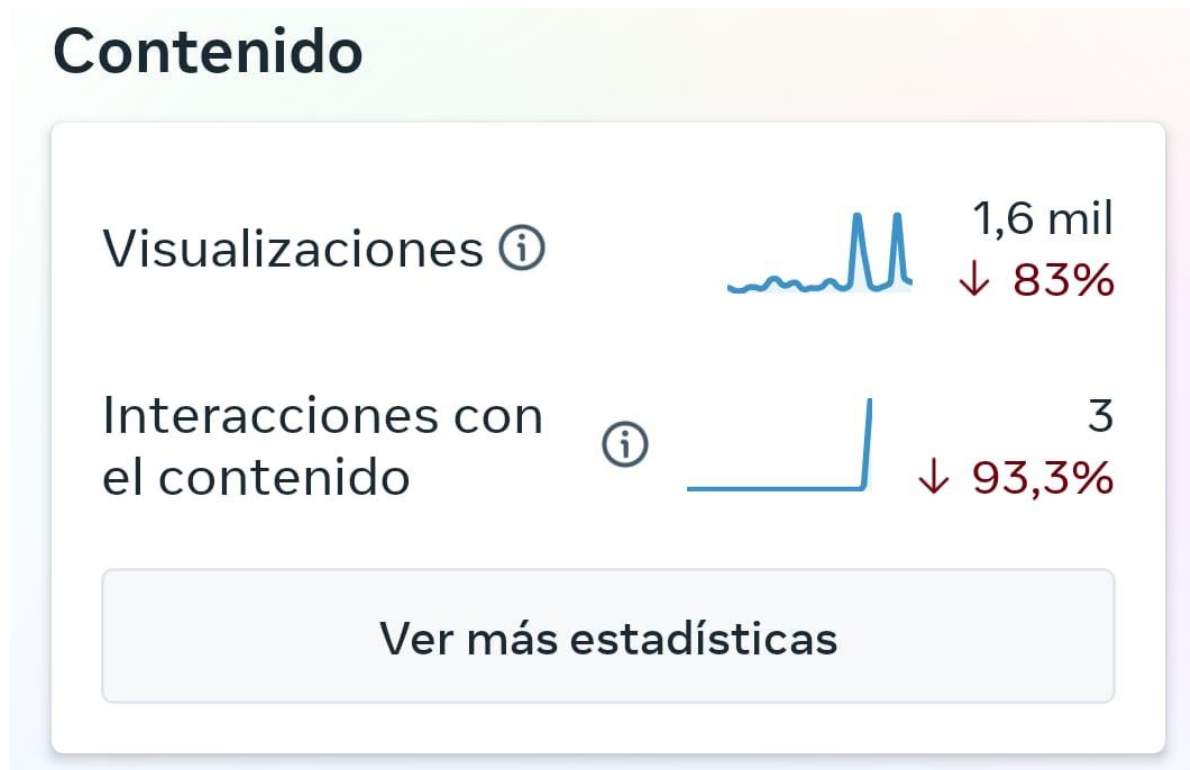 Contenido
Visualizaciones
1,6 mil
↓ 83%
Interacciones con
el contenido
3
↓ 93,3%
Ver más estadísticas